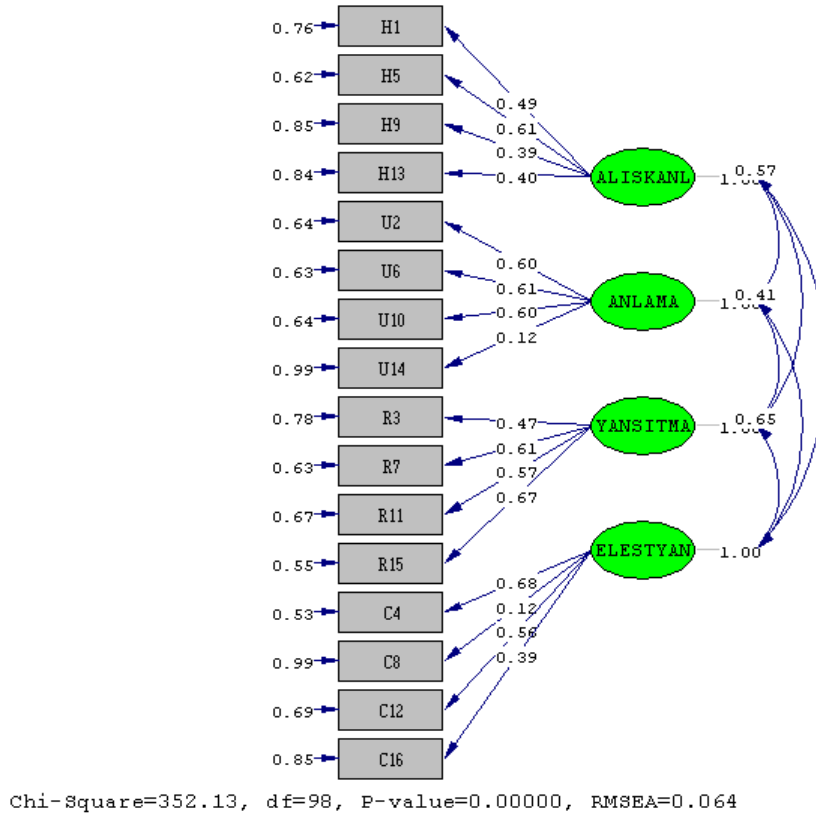 0.76 H1
0.62 H5
0.49
0.85 H9
0.61
0.39
0.84 H13
0.40
ALISKANL
0.57
0.64 U2
0.60
0.63 U6
0.61
0.60
ANLAMA
0.41
0.64 U10
0.12
0.99 U14
0.78 R3
0.47
YANSITMA
0.65
0.63 R7
0.61
0.57
0.67 R11
0.67
0.55 R15
ELESTYAN
1.00
0.68
0.53 C4
0.12
0.56
0.99 C8
0.39
0.69 C12
0.85 C16
Chi-Square=352.13, df=98, P-value=0.00000, RMSEA=0.064